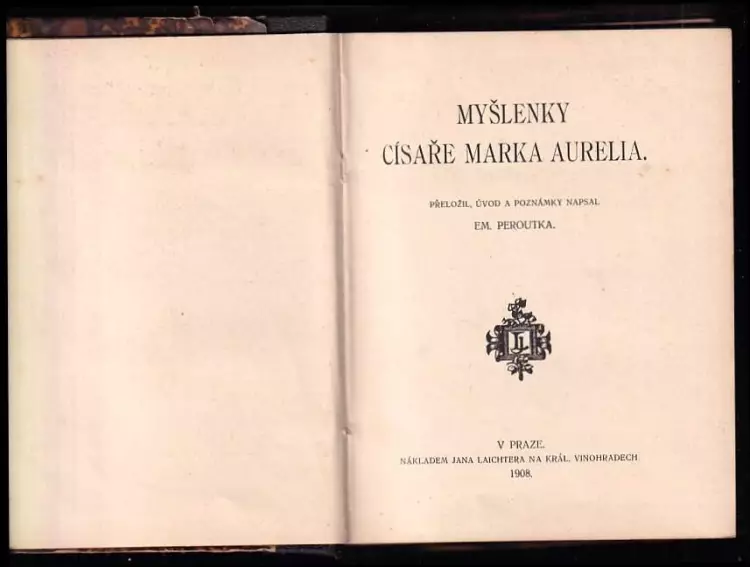 MYŠLENKY
CÍSAŘE MARKA AURELIA.
PŘELOŽIL, ÚVOD A POZNÁMKY NAPSAL
EM. PEROUTKA.
V PRAZE.
NÁKLADEM JANA LAICHTERA NA KRÁL. VINOHRADECH
1908.